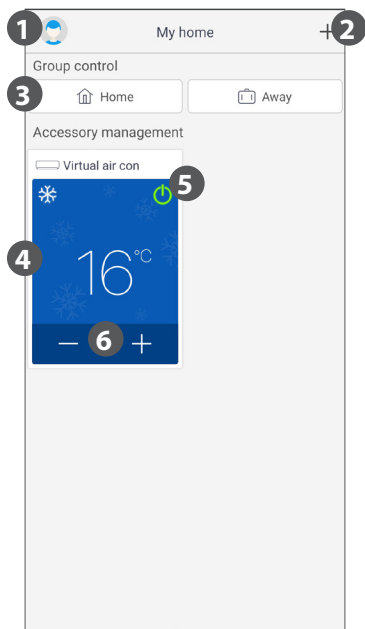 1 My home + 2
Group control
3 Home Away
Accessory management
Virtual air con
5
4 16°C
− 6 +